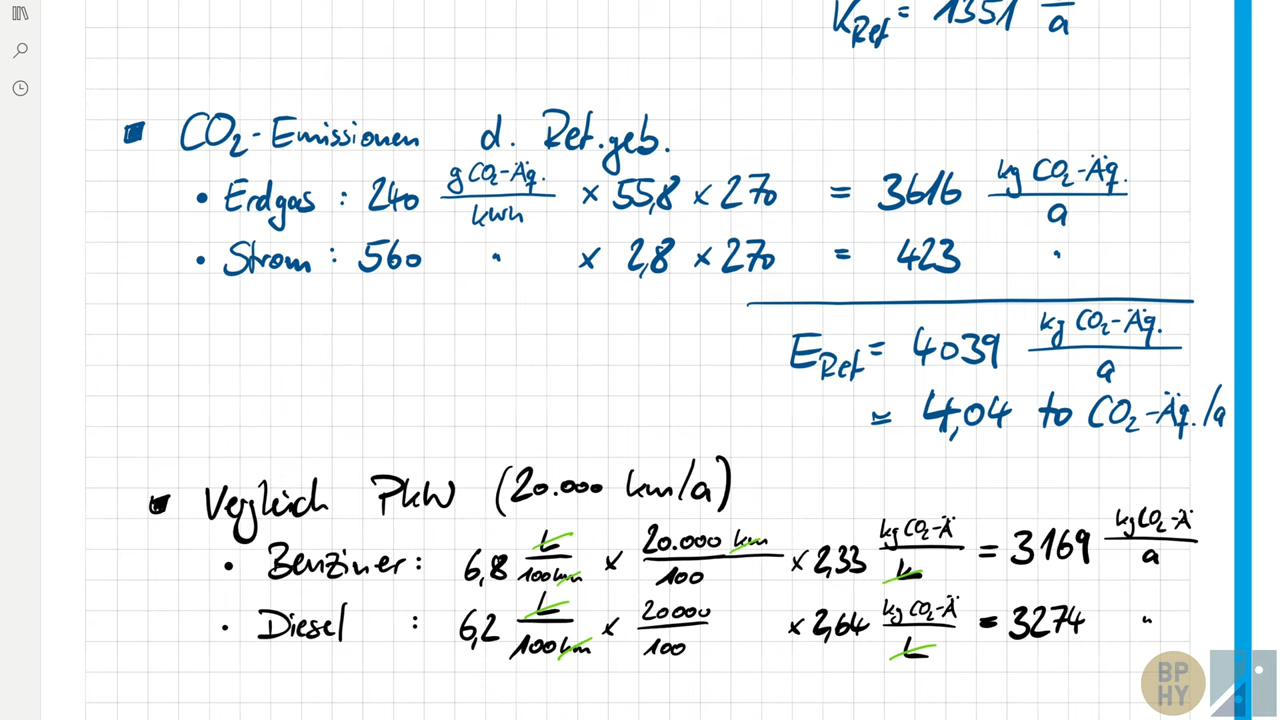 K_Ref = 1351 /a
▪ CO₂-Emissionen d. Ref.geb.
• Erdgas : 240 g CO₂-Äq./kWh × 55,8 × 270 = 3616 kg CO₂-Äq./a
• Strom : 560 " × 2,8 × 270 = 423 "
E_Ref = 4039 kg CO₂-Äq./a
≃ 4,04 to CO₂-Äq./a
▪ Vergleich PKW (20.000 km/a)
• Benziner : 6,8 L/100km × 20.000 km/100 × 2,33 kg CO₂-Ä/L = 3169 kg CO₂-Ä/a
• Diesel : 6,2 L/100km × 20000/100 × 2,64 kg CO₂-Ä/L = 3274 "
BP
HY